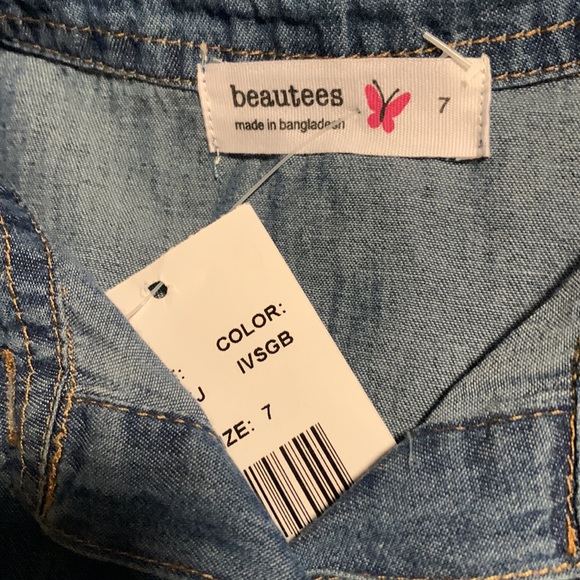 beautees
made in bangladesh
7
COLOR:
IVSGB
J
ZE: 7